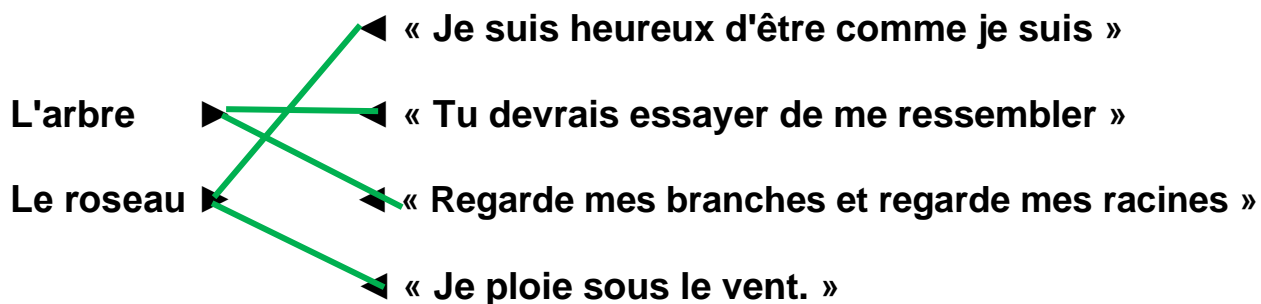 « Je suis heureux d'être comme je suis »
L'arbre « Tu devrais essayer de me ressembler »
Le roseau « Regarde mes branches et regarde mes racines »
« Je ploie sous le vent. »